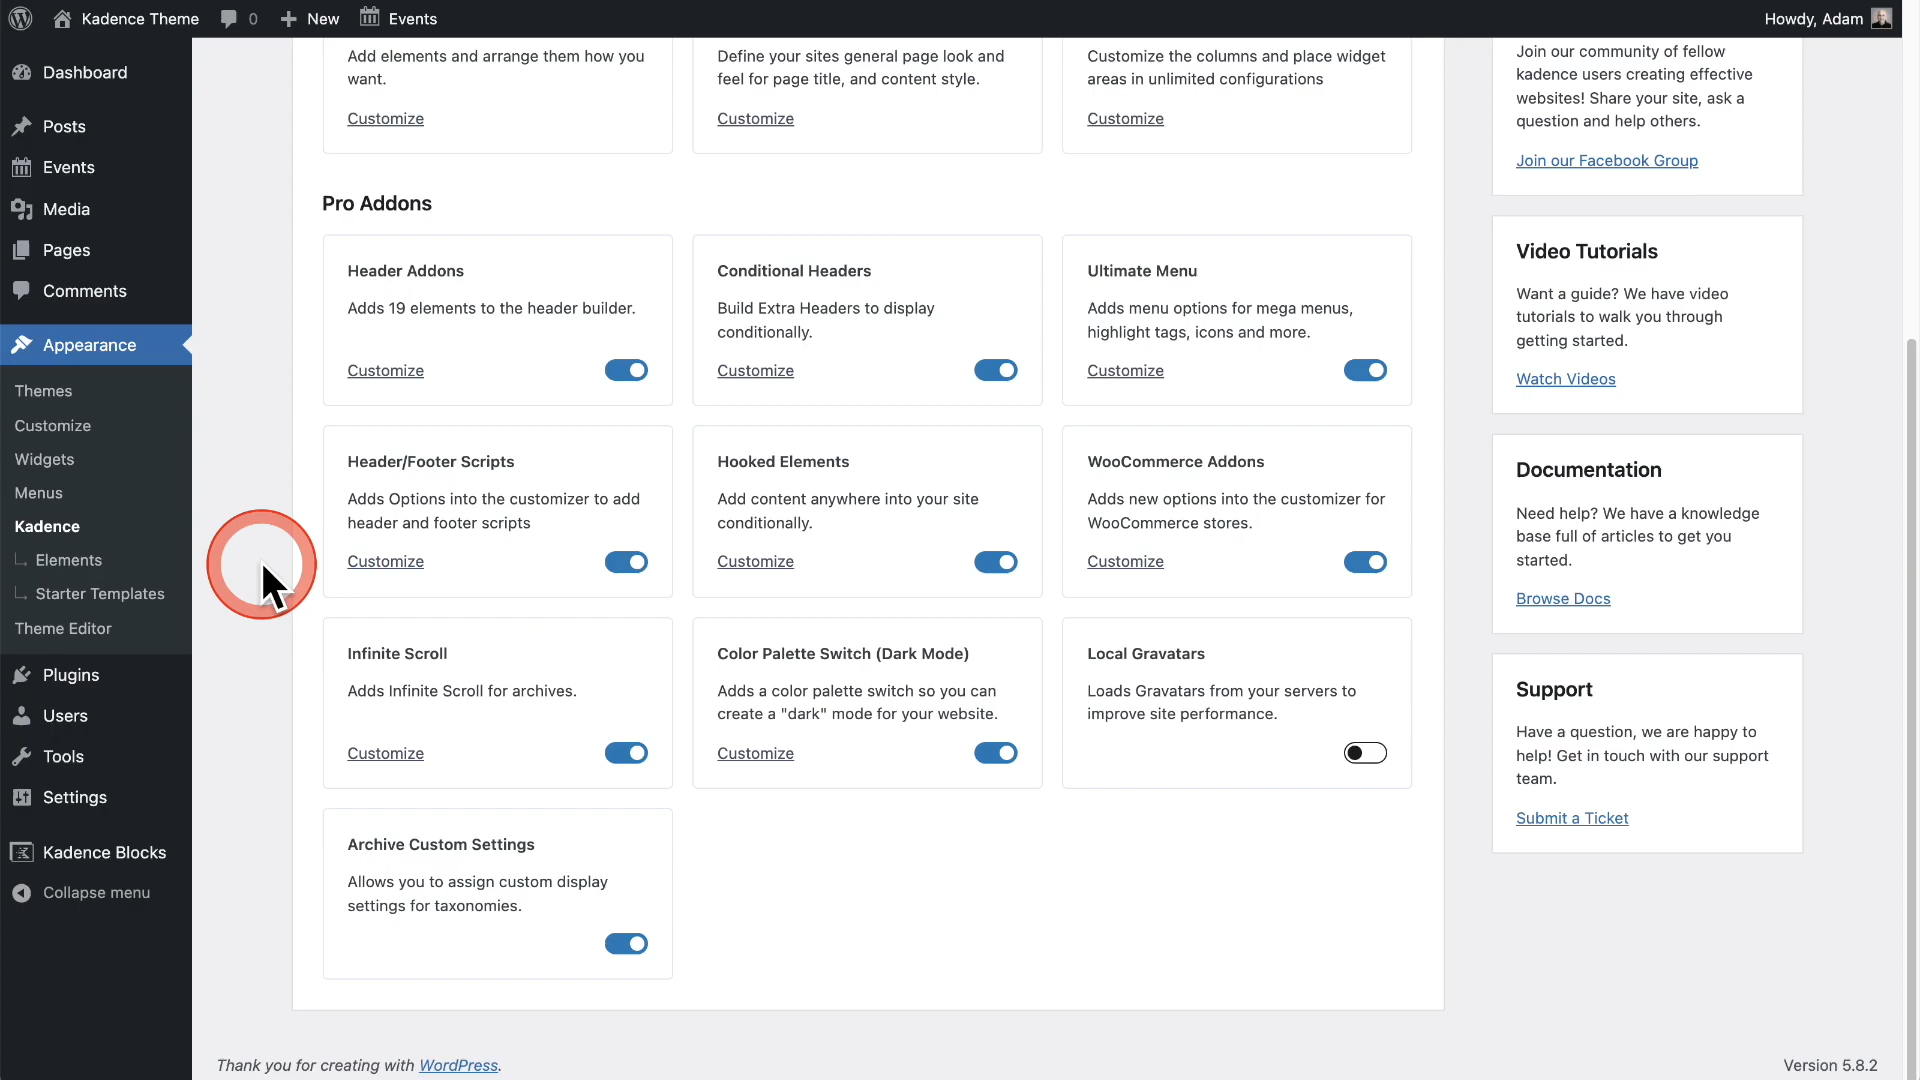 Kadence Theme
0
New
Events
Howdy, Adam
Dashboard
Posts
Events
Media
Pages
Comments
Appearance
Themes
Customize
Widgets
Menus
Kadence
Elements
Starter Templates
Theme Editor
Plugins
Users
Tools
Settings
Kadence Blocks
Collapse menu
Add elements and arrange them how you
want.
Customize
Define your sites general page look and
feel for page title, and content style.
Customize
Customize the columns and place widget
areas in unlimited configurations
Customize
Pro Addons
Header Addons
Adds 19 elements to the header builder.
Customize
Conditional Headers
Build Extra Headers to display
conditionally.
Customize
Ultimate Menu
Adds menu options for mega menus,
highlight tags, icons and more.
Customize
Header/Footer Scripts
Adds Options into the customizer to add
header and footer scripts
Customize
Hooked Elements
Add content anywhere into your site
conditionally.
Customize
WooCommerce Addons
Adds new options into the customizer for
WooCommerce stores.
Customize
Infinite Scroll
Adds Infinite Scroll for archives.
Customize
Color Palette Switch (Dark Mode)
Adds a color palette switch so you can
create a "dark" mode for your website.
Customize
Local Gravatars
Loads Gravatars from your servers to
improve site performance.
Archive Custom Settings
Allows you to assign custom display
settings for taxonomies.
Join our community of fellow
kadence users creating effective
websites! Share your site, ask a
question and help others.
Join our Facebook Group
Video Tutorials
Want a guide? We have video
tutorials to walk you through
getting started.
Watch Videos
Documentation
Need help? We have a knowledge
base full of articles to get you
started.
Browse Docs
Support
Have a question, we are happy to
help! Get in touch with our support
team.
Submit a Ticket
Thank you for creating with WordPress.
Version 5.8.2